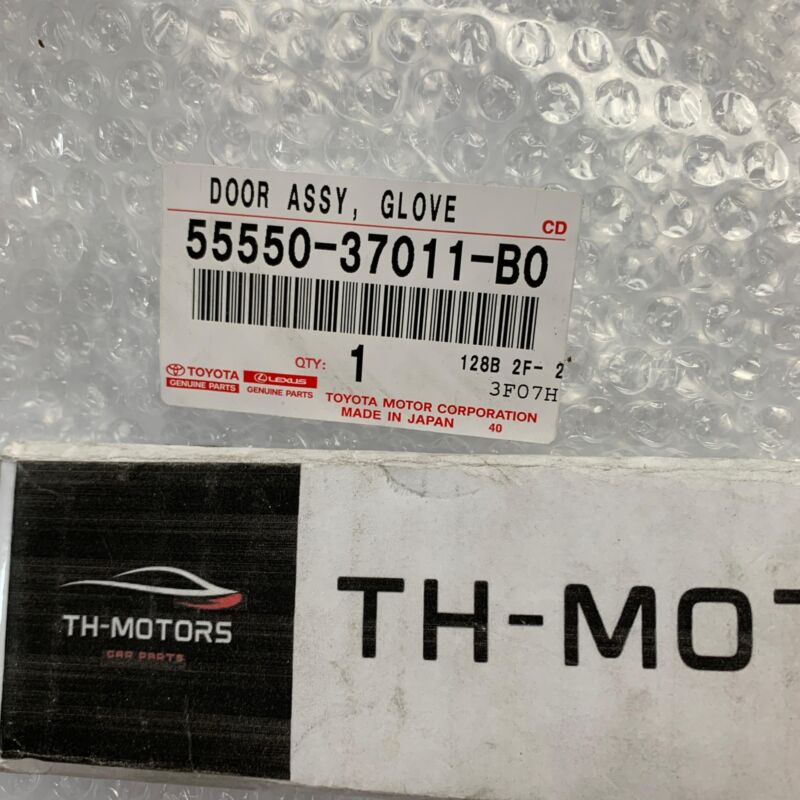 DOOR ASSY, GLOVE
CD
55550-37011-B0
QTY: 1
128B 2F- 2
3F07H
TOYOTA
GENUINE PARTS
LEXUS
GENUINE PARTS
TOYOTA MOTOR CORPORATION
MADE IN JAPAN 40
TH-MOTORS
CAR PARTS
TH-MOT